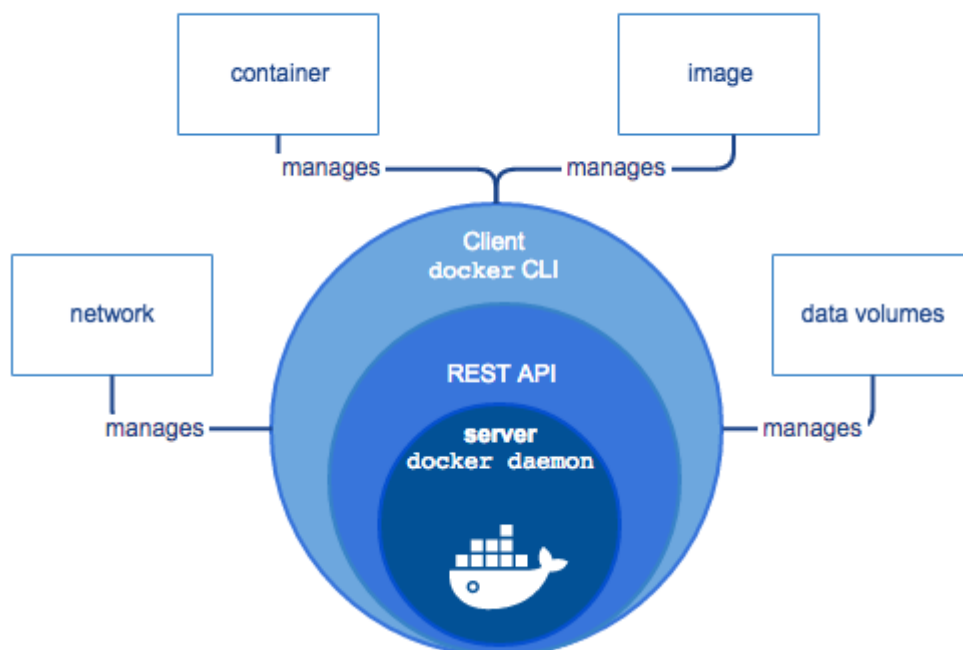 container
image
manages
manages
Client
docker CLI
network
data volumes
REST API
manages
manages
server
docker daemon